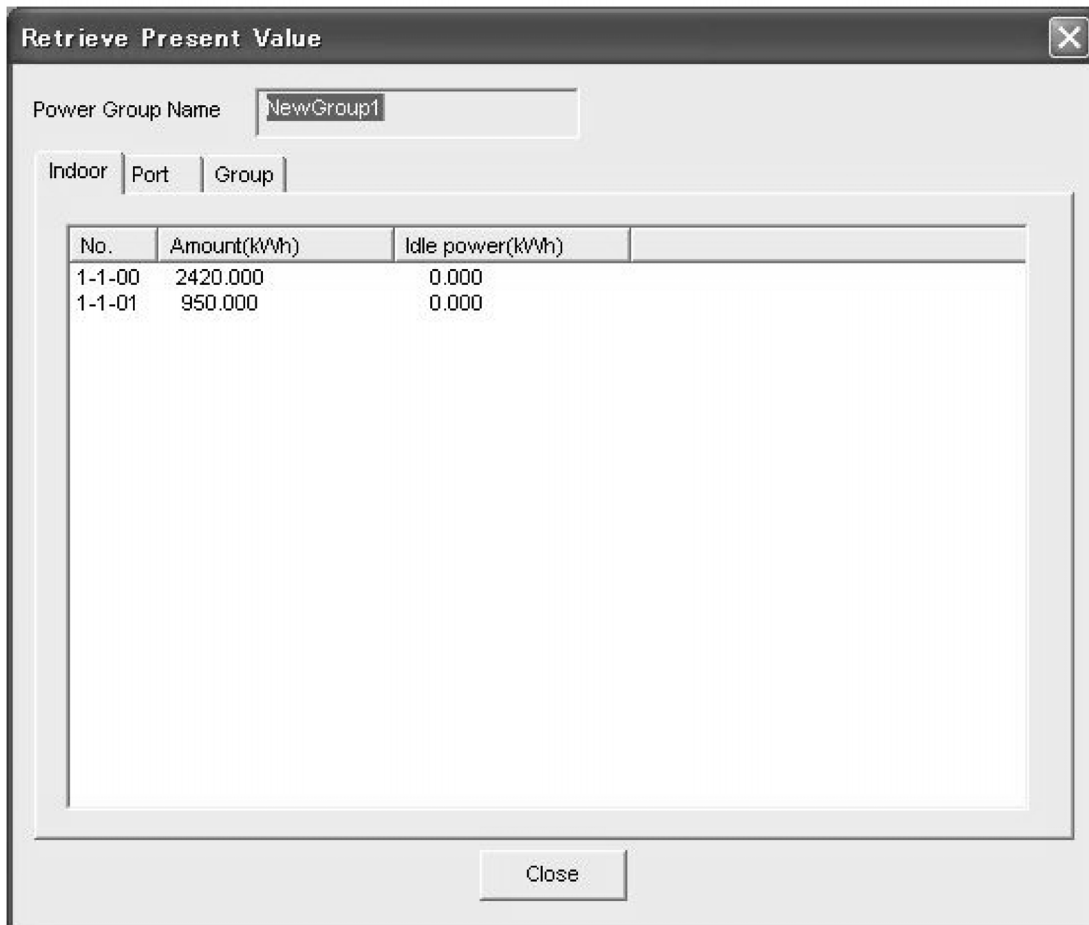 Retrieve Present Value
Power Group Name NewGroup1
Indoor Port Group
No. Amount(kWh) Idle power(kWh)
1-1-00 2420.000 0.000
1-1-01 950.000 0.000
Close